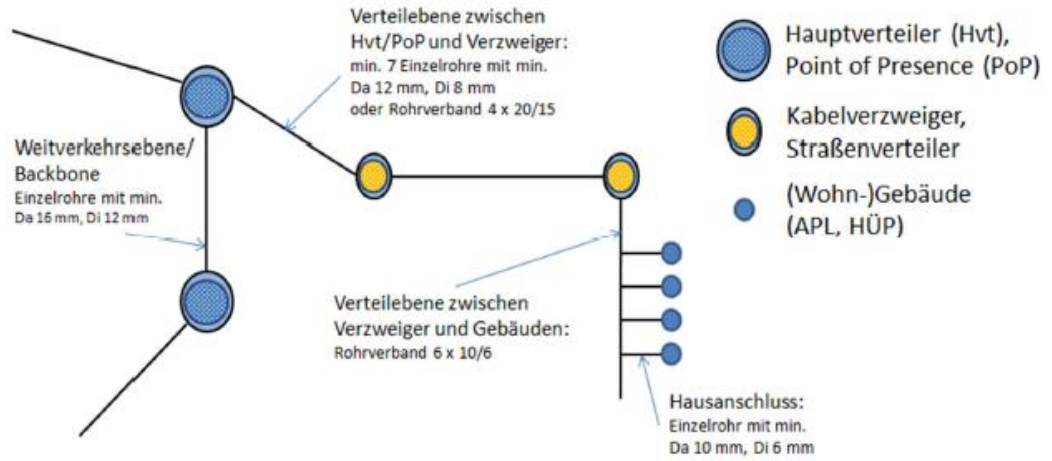 Verteilebene zwischen
Hvt/PoP und Verzweiger:
min. 7 Einzelrohre mit min.
Da 12 mm, Di 8 mm
oder Rohrverband 4 x 20/15
Hauptverteiler (Hvt),
Point of Presence (PoP)
Kabelverzweiger,
Straßenverteiler
(Wohn-)Gebäude
(APL, HÜP)
Weitverkehrsebene/
Backbone
Einzelrohre mit min.
Da 16 mm, Di 12 mm
Verteilebene zwischen
Verzweiger und Gebäuden:
Rohrverband 6 x 10/6
Hausanschluss:
Einzelrohr mit min.
Da 10 mm, Di 6 mm